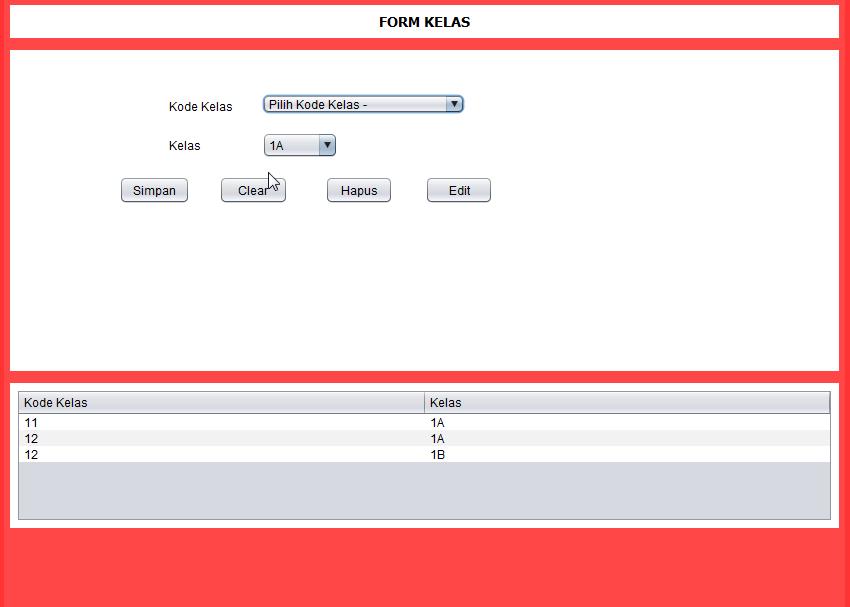 FORM KELAS
Kode Kelas Pilih Kode Kelas -
Kelas 1A
Simpan Clear Hapus Edit
Kode Kelas Kelas
11 1A
12 1A
12 1B